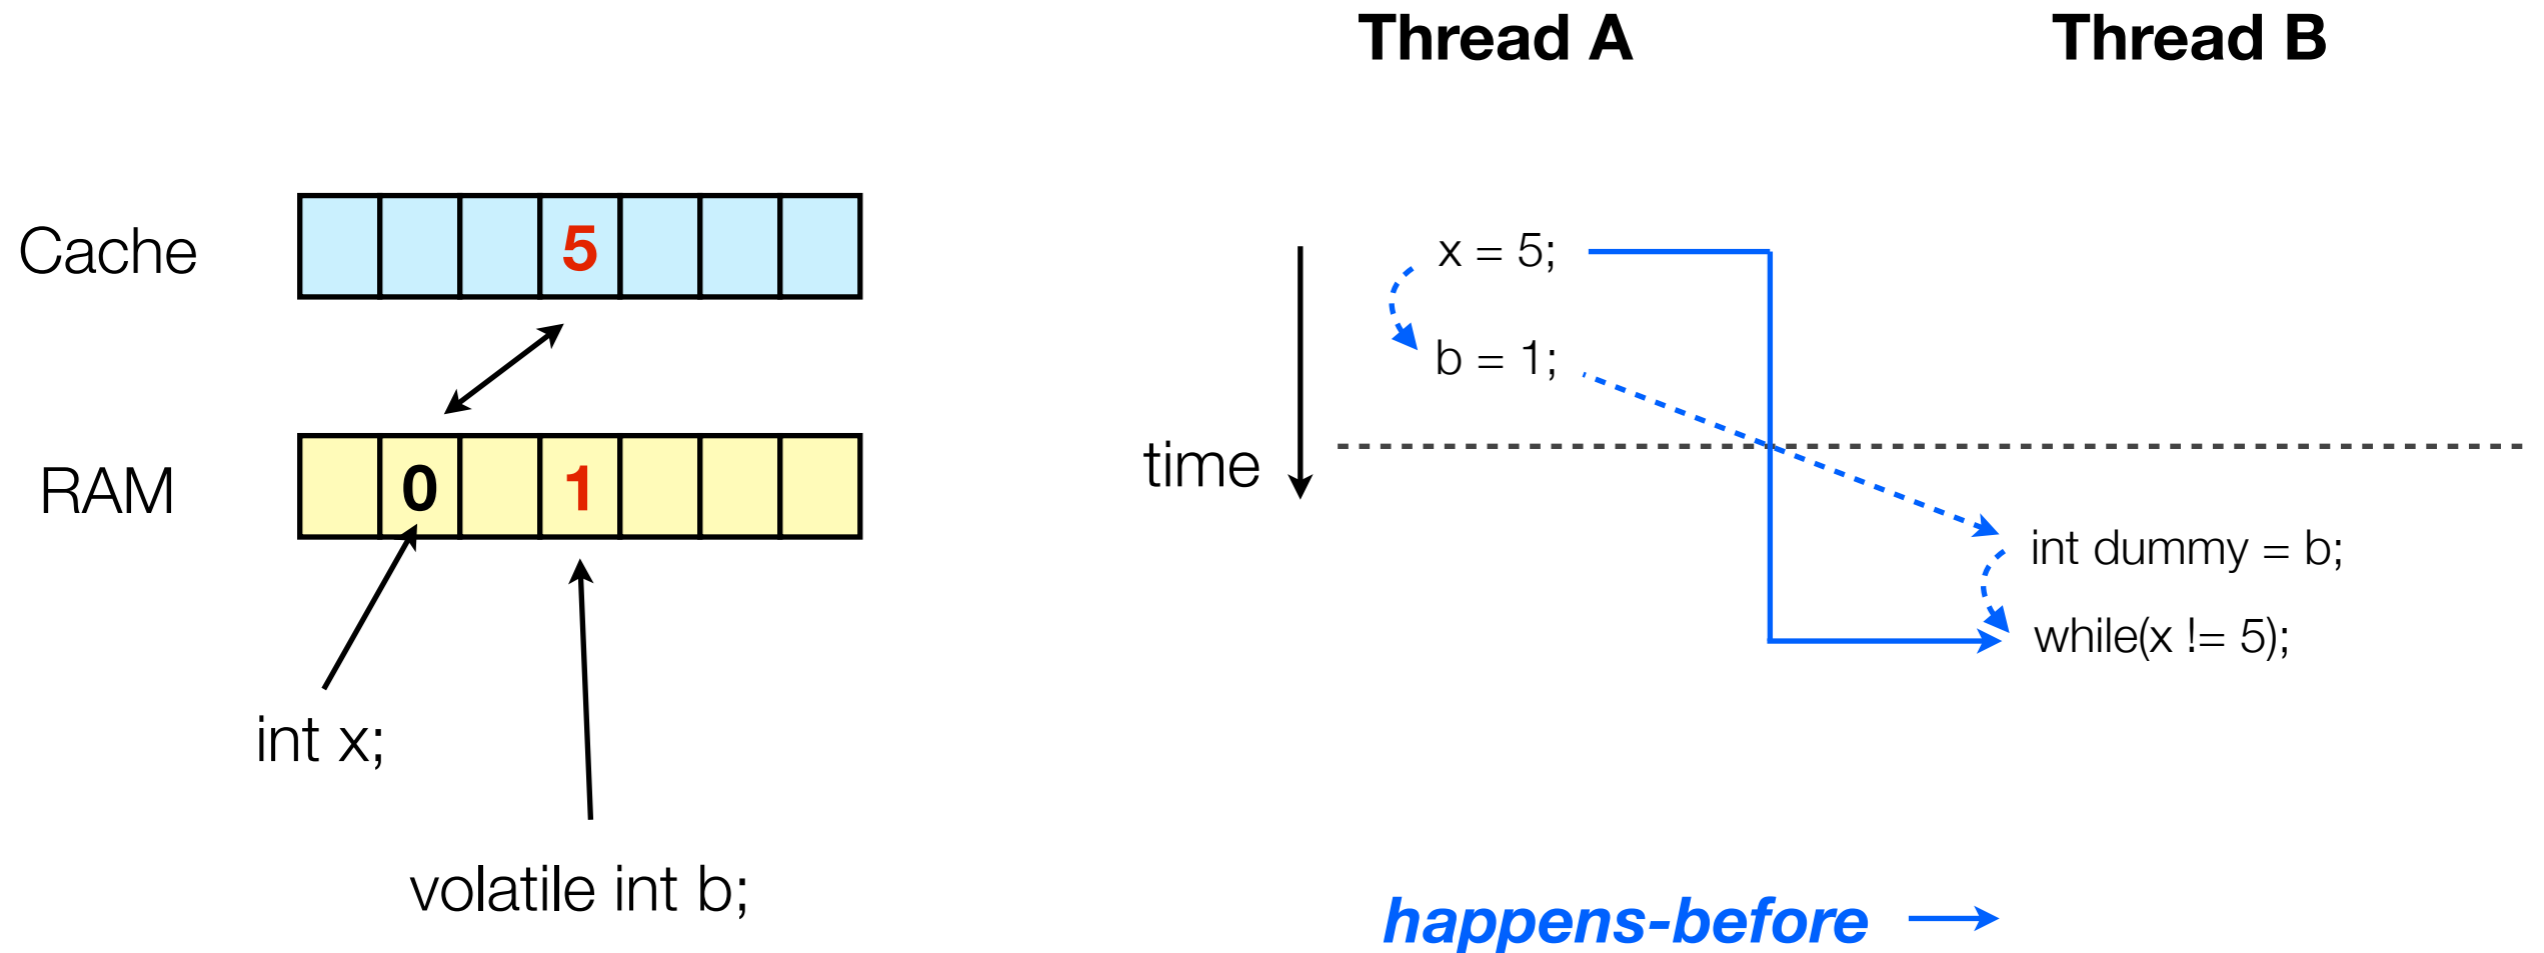 Thread A
Thread B
Cache
5
x = 5;
b = 1;
time
RAM
0
1
int dummy = b;
while(x != 5);
int x;
volatile int b;
happens-before